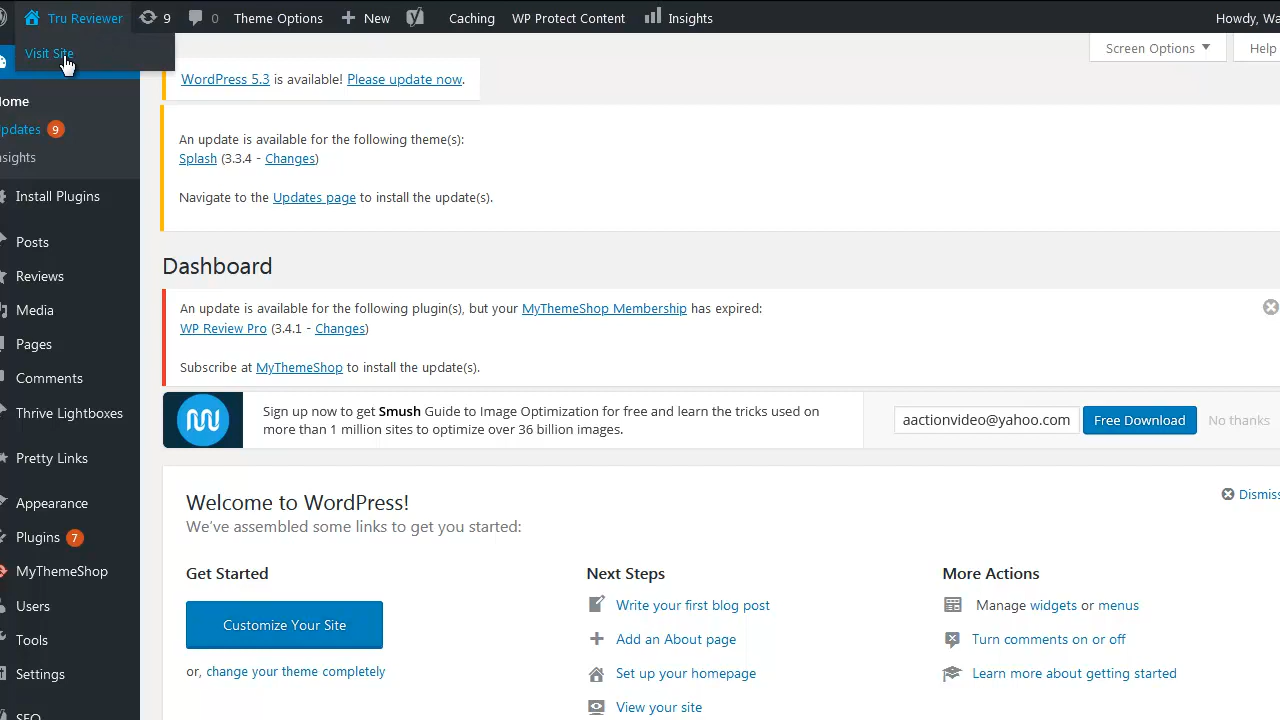 Tru Reviewer 9 0 Theme Options New Caching WP Protect Content Insights Howdy, Wa
Visit Site
Screen Options Help
WordPress 5.3 is available! Please update now.
ome
pdates 9
nsights
Install Plugins
Posts
Reviews
Media
Pages
Comments
Thrive Lightboxes
Pretty Links
Appearance
Plugins 7
MyThemeShop
Users
Tools
Settings
SEO
An update is available for the following theme(s):
Splash (3.3.4 - Changes)
Navigate to the Updates page to install the update(s).
Dashboard
An update is available for the following plugin(s), but your MyThemeShop Membership has expired:
WP Review Pro (3.4.1 - Changes)
Subscribe at MyThemeShop to install the update(s).
Sign up now to get Smush Guide to Image Optimization for free and learn the tricks used on
more than 1 million sites to optimize over 36 billion images.
aactionvideo@yahoo.com Free Download No thanks
Welcome to WordPress!
Dismiss
We've assembled some links to get you started:
Get Started
Customize Your Site
or, change your theme completely
Next Steps
Write your first blog post
Add an About page
Set up your homepage
View your site
More Actions
Manage widgets or menus
Turn comments on or off
Learn more about getting started